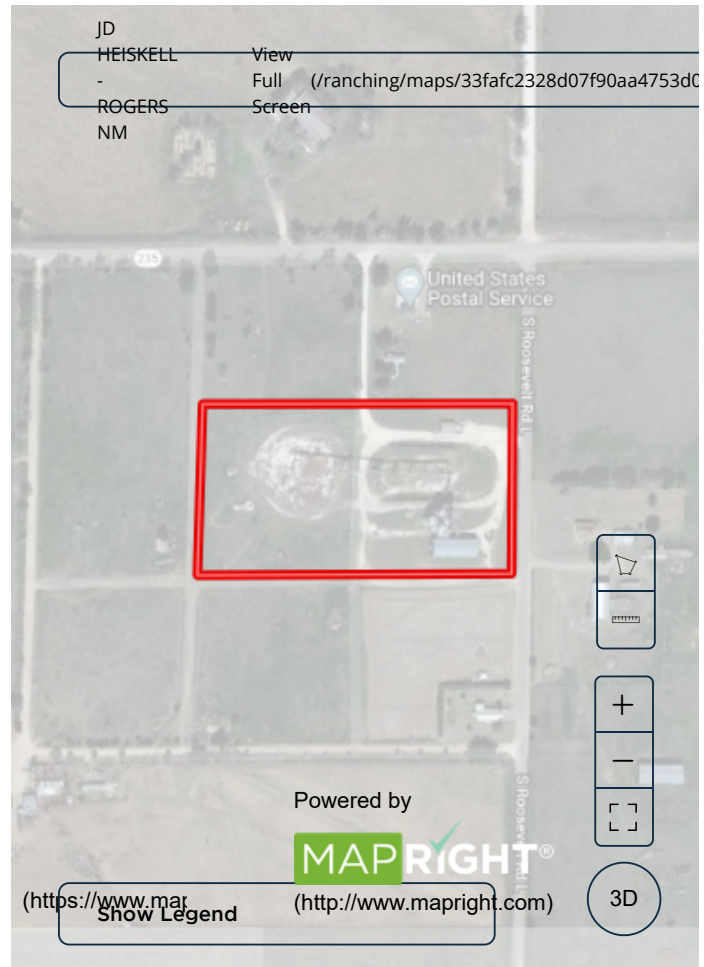 JD
HEISKELL
-
ROGERS
NM
View
Full
Screen
(/ranching/maps/33fafc2328d07f90aa4753d0
235
United States
Postal Service
S Roosevelt Rd L
S Roosevelt Rd L
Powered by
MAPRIGHT®
(https://www.map
Show Legend
(http://www.mapright.com)
+
−
3D